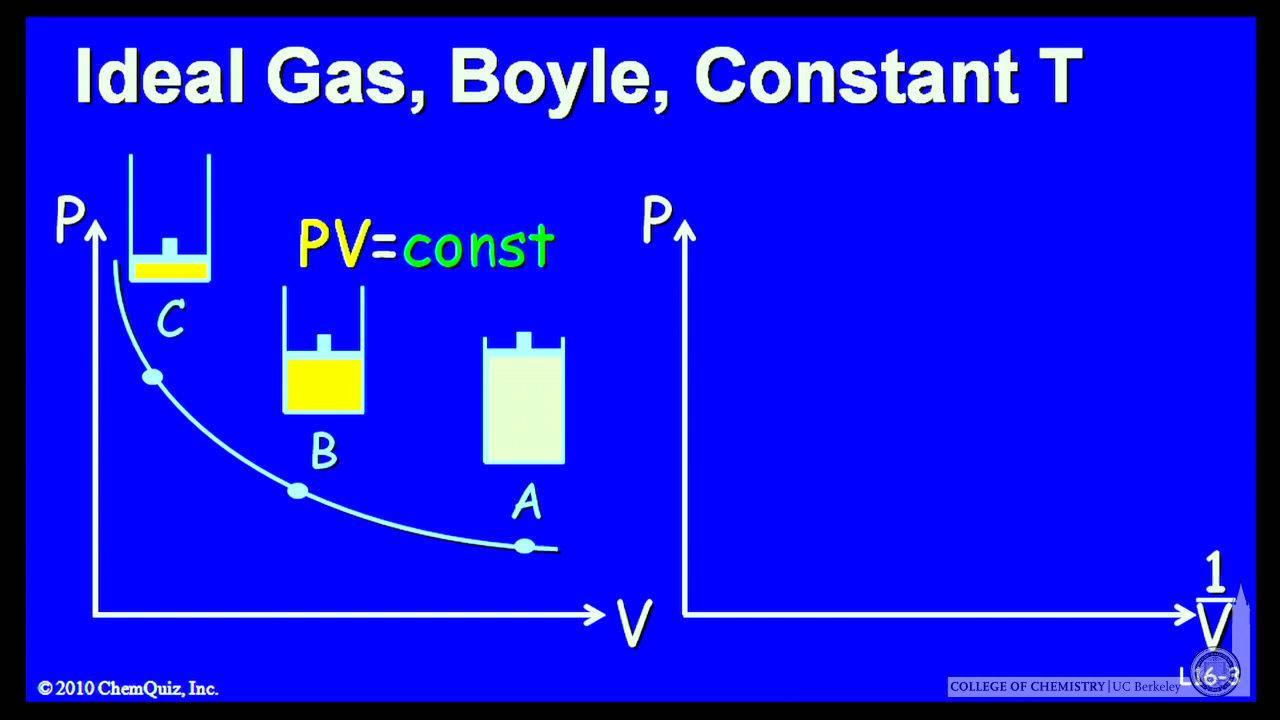 Ideal Gas, Boyle, Constant T
P
PV=const
C
B
A
V
P
1
V
© 2010 ChemQuiz, Inc.
L16-3
COLLEGE OF CHEMISTRY | UC Berkeley